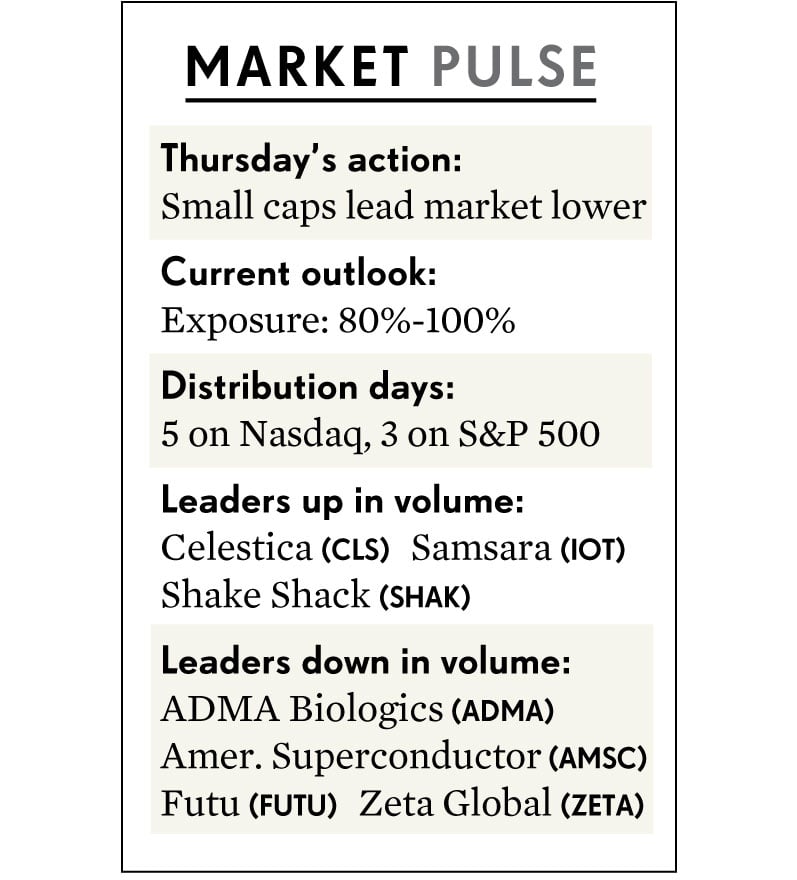 MARKET PULSE
Thursday's action:
Small caps lead market lower
Current outlook:
Exposure: 80%-100%
Distribution days:
5 on Nasdaq, 3 on S&P 500
Leaders up in volume:
Celestica (CLS) Samsara (IOT)
Shake Shack (SHAK)
Leaders down in volume:
ADMA Biologics (ADMA)
Amer. Superconductor (AMSC)
Futu (FUTU) Zeta Global (ZETA)